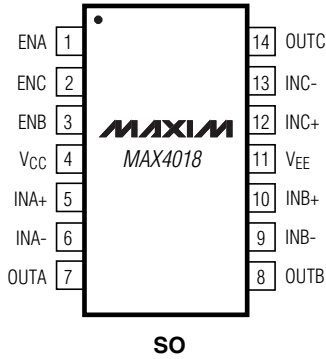 ENA 1 14 OUTC
ENC 2 13 INC-
ENB 3 MAXIM 12 INC+
VCC 4 MAX4018 11 VEE
INA+ 5 10 INB+
INA- 6 9 INB-
OUTA 7 8 OUTB
SO